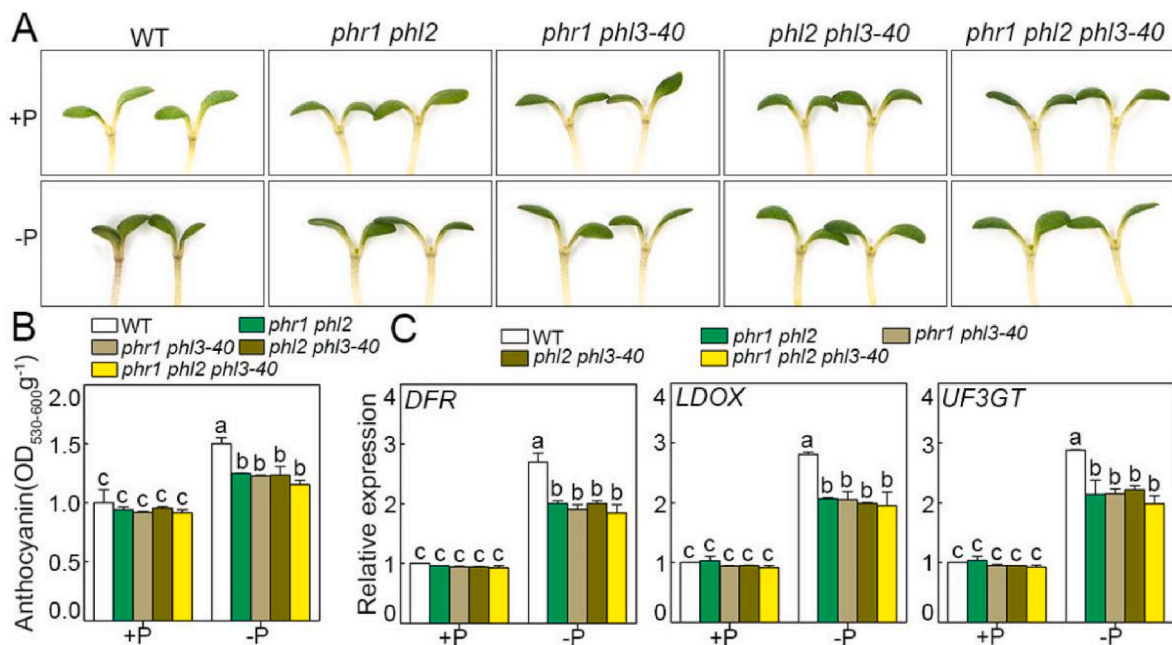 A
WT
phr1 phl2
phr1 phl3-40
phl2 phl3-40
phr1 phl2 phl3-40
+P
-P
B
WT
phr1 phl2
phr1 phl3-40
phl2 phl3-40
phr1 phl2 phl3-40
Anthocyanin(OD530-600g-1)
2.0
1.5
1.0
0.5
0.0
c c c c c
a b b b b
+P
-P
C
WT
phr1 phl2
phr1 phl3-40
phl2 phl3-40
phr1 phl2 phl3-40
Relative expression
DFR
4
3
2
1
0
c c c c c
a b b b b
+P
-P
LDOX
4
3
2
1
0
c c c c c
a b b b b
+P
-P
UF3GT
4
3
2
1
0
c c c c c
a b b b b
+P
-P